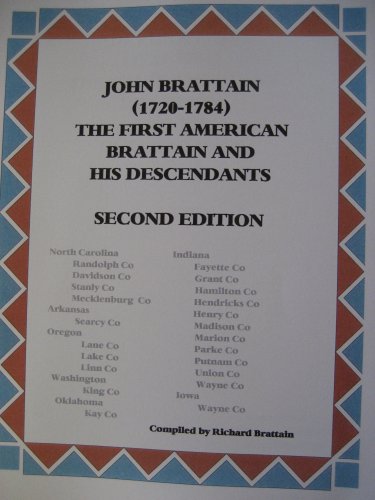 JOHN BRATTAIN
(1720-1784)
THE FIRST AMERICAN
BRATTAIN AND
HIS DESCENDANTS
SECOND EDITION
North Carolina
Randolph Co
Davidson Co
Stanly Co
Mecklenburg Co
Arkansas
Searcy Co
Oregon
Lane Co
Lake Co
Linn Co
Washington
King Co
Oklahoma
Kay Co
Indiana
Fayette Co
Grant Co
Hamilton Co
Hendricks Co
Henry Co
Madison Co
Marion Co
Parke Co
Putnam Co
Union Co
Wayne Co
Iowa
Wayne Co
Compiled by Richard Brattain